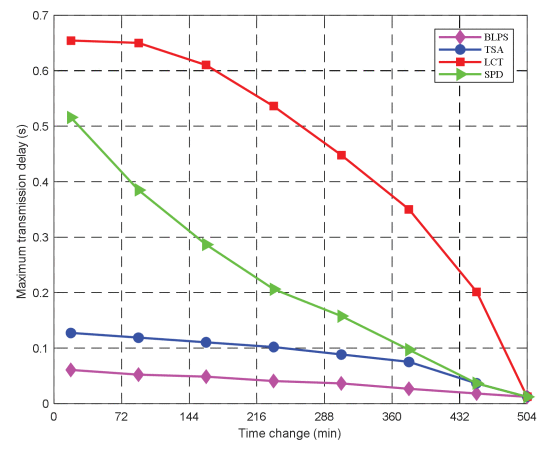 0.7
0.6
0.5
0.4
0.3
0.2
0.1
0
Maximum transmission delay (s)
BLPS
TSA
LCT
SPD
0 72 144 216 288 360 432 504
Time change (min)